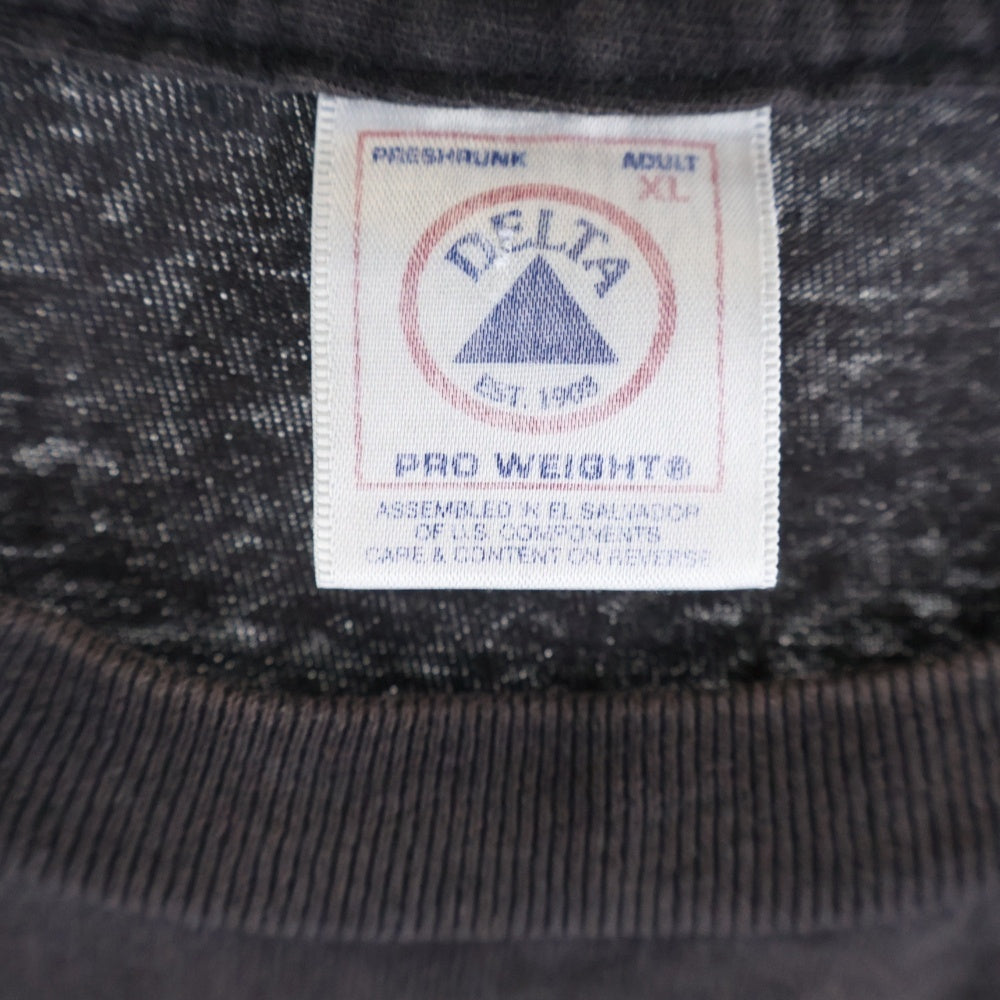 PRESHRUNK ADULT
XL
DELTA
EST. 1903
PRO WEIGHT®
ASSEMBLED IN EL SALVADOR
OF U.S. COMPONENTS
CARE & CONTENT ON REVERSE